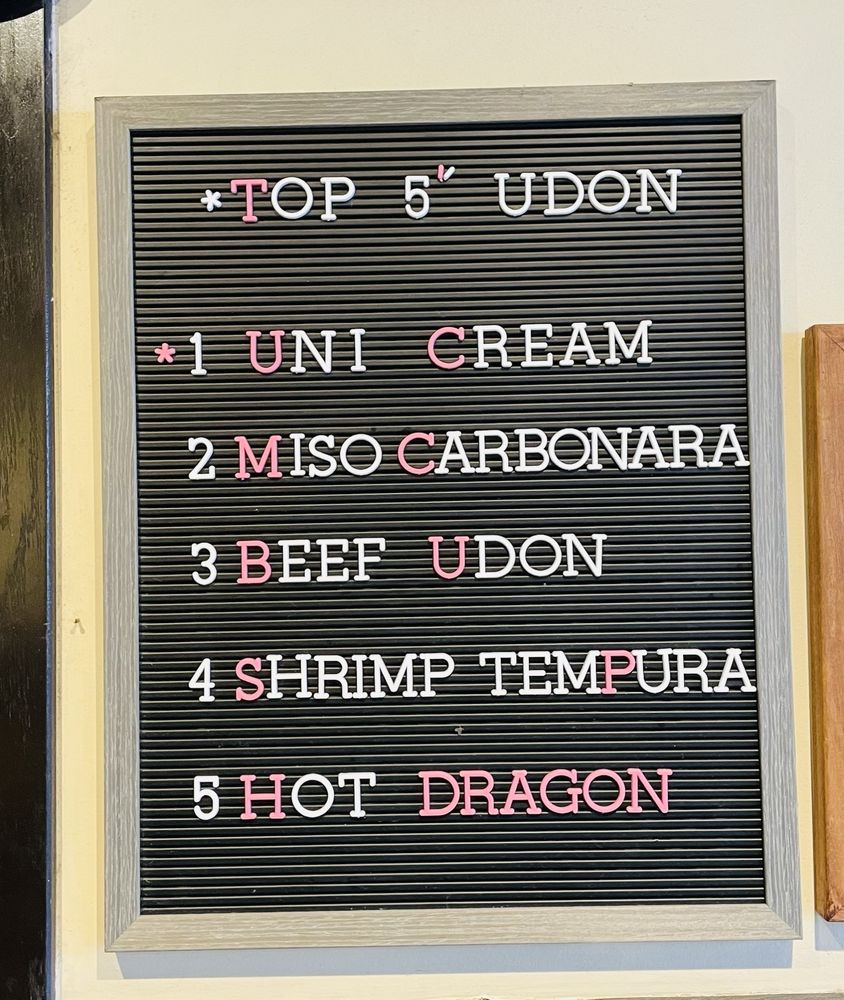 *TOP 5" UDON
*1 UNI CREAM
2 MISO CARBONARA
3 BEEF UDON
4 SHRIMP TEMPURA
5 HOT DRAGON